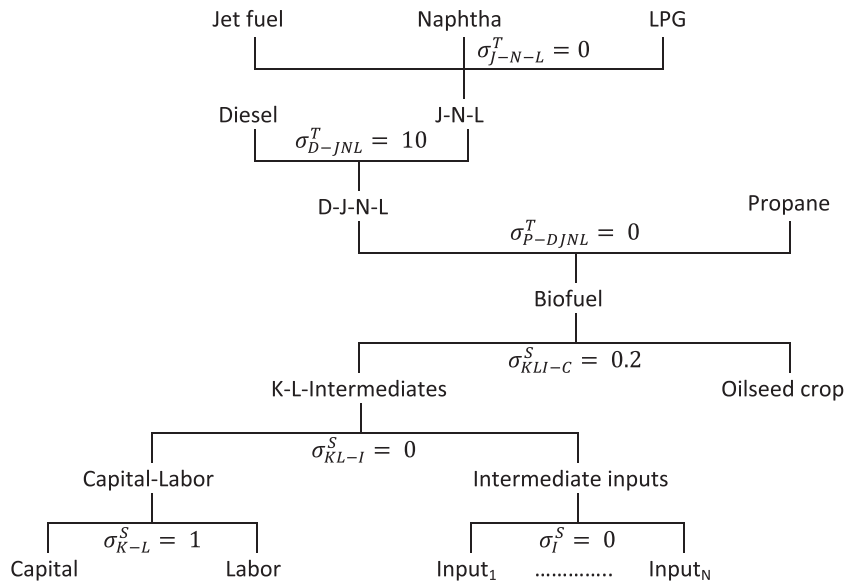 Jet fuel Naphtha LPG
σ^T_{J−N−L} = 0
Diesel J-N-L
σ^T_{D−JNL} = 10
D-J-N-L Propane
σ^T_{P−DJNL} = 0
Biofuel
σ^S_{KLI−C} = 0.2
K-L-Intermediates Oilseed crop
σ^S_{KL−I} = 0
Capital-Labor Intermediate inputs
σ^S_{K−L} = 1 σ^S_I = 0
Capital Labor Input₁ .............. Input_N